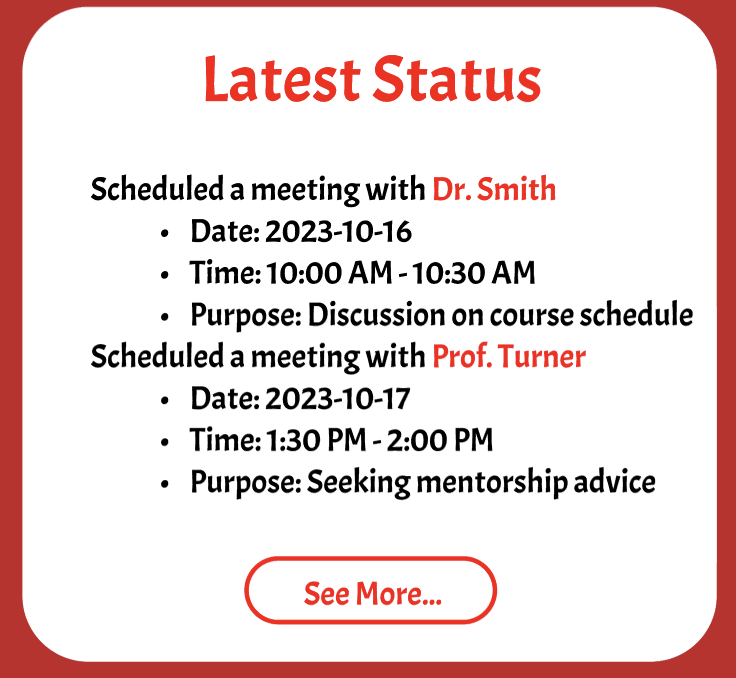 Latest Status
Scheduled a meeting with Dr. Smith
• Date: 2023-10-16
• Time: 10:00 AM - 10:30 AM
• Purpose: Discussion on course schedule
Scheduled a meeting with Prof. Turner
• Date: 2023-10-17
• Time: 1:30 PM - 2:00 PM
• Purpose: Seeking mentorship advice
See More...